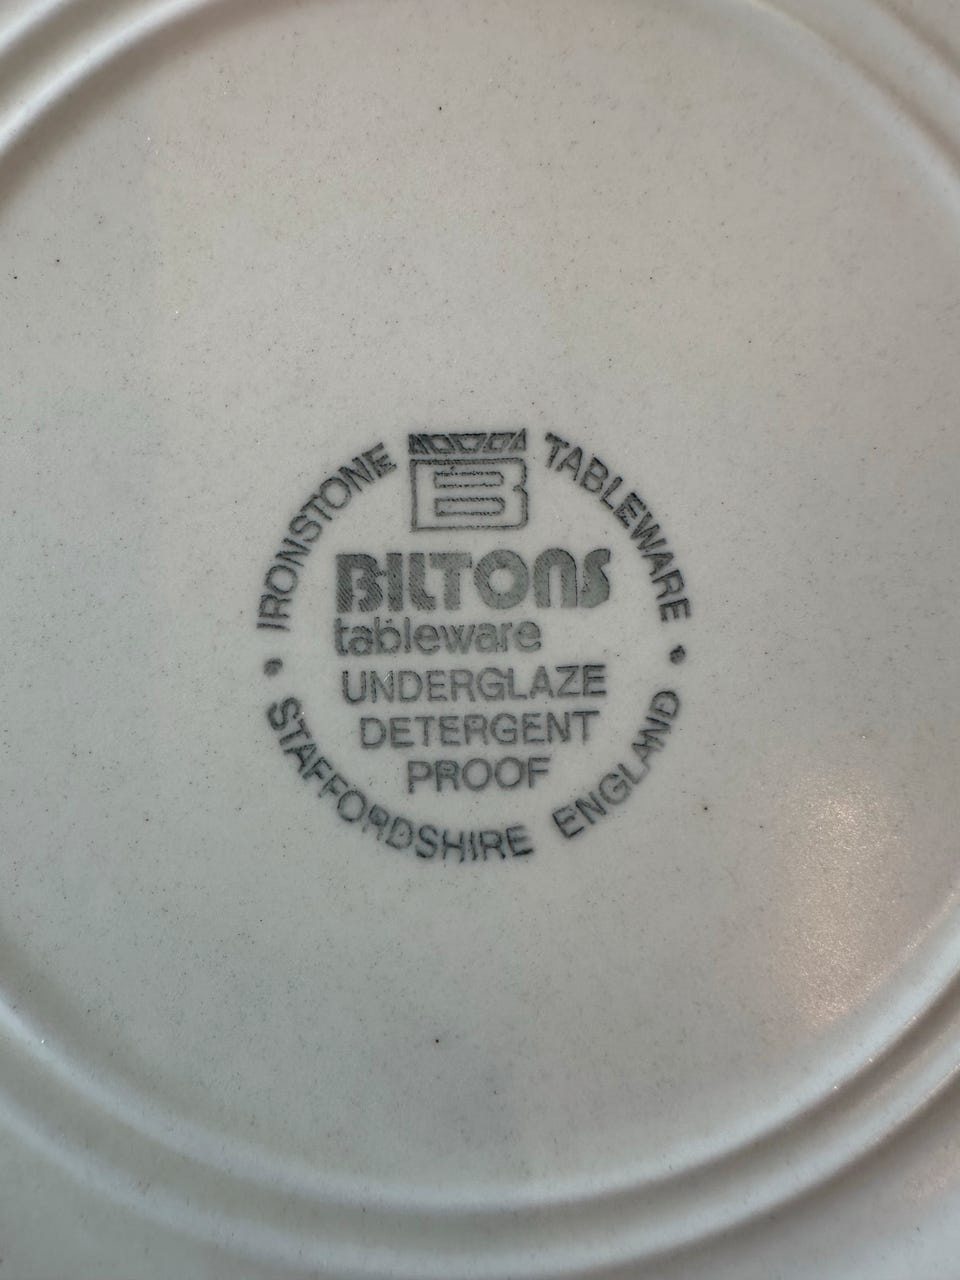 IRONSTONE TABLEWARE
B
BILTONS
tableware
UNDERGLAZE
DETERGENT
PROOF
• STAFFORDSHIRE ENGLAND •